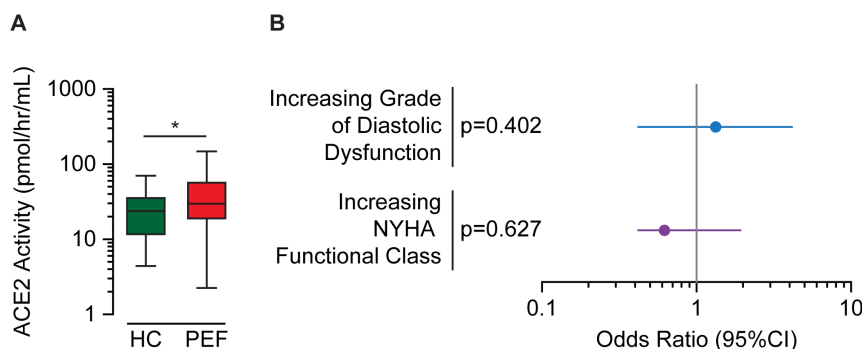 A
ACE2 Activity (pmol/hr/mL)
1000
100
10
1
*
HC
PEF
B
Increasing Grade
of Diastolic
Dysfunction
p=0.402
Increasing
NYHA
Functional Class
p=0.627
0.1
1
10
Odds Ratio (95%CI)